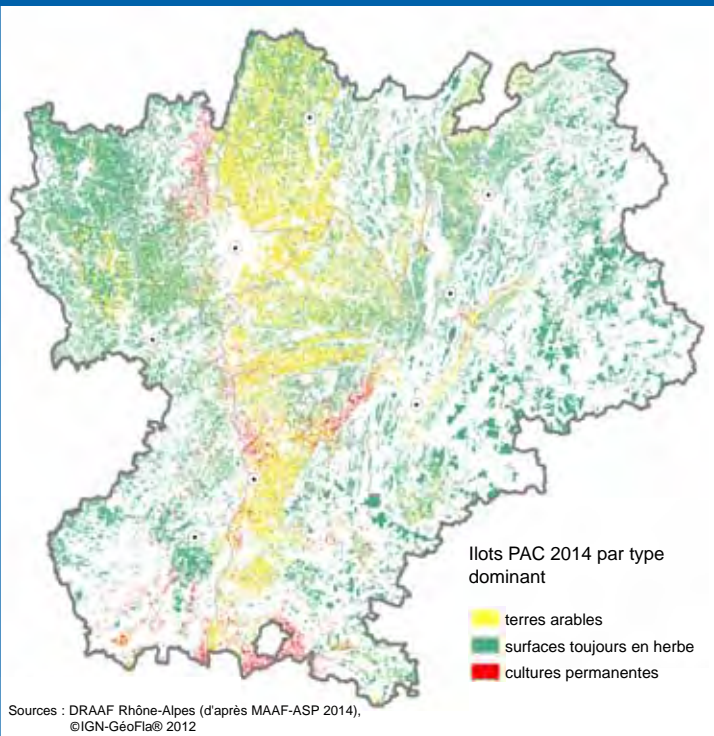 Ilots PAC 2014 par type
dominant
terres arables
surfaces toujours en herbe
cultures permanentes
Sources : DRAAF Rhône-Alpes (d'après MAAF-ASP 2014),
©IGN-GéoFla® 2012